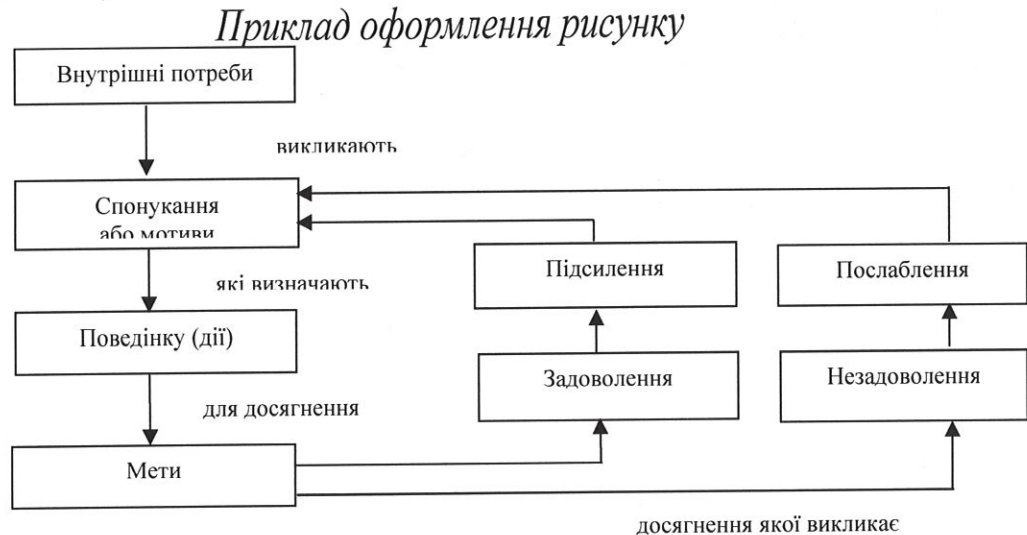 Приклад оформлення рисунку
Внутрішні потреби
викликають
Спонукання
або мотиви
які визначають
Підсилення
Послаблення
Поведінку (дії)
Задоволення
Незадоволення
для досягнення
Мети
досягнення якої викликає